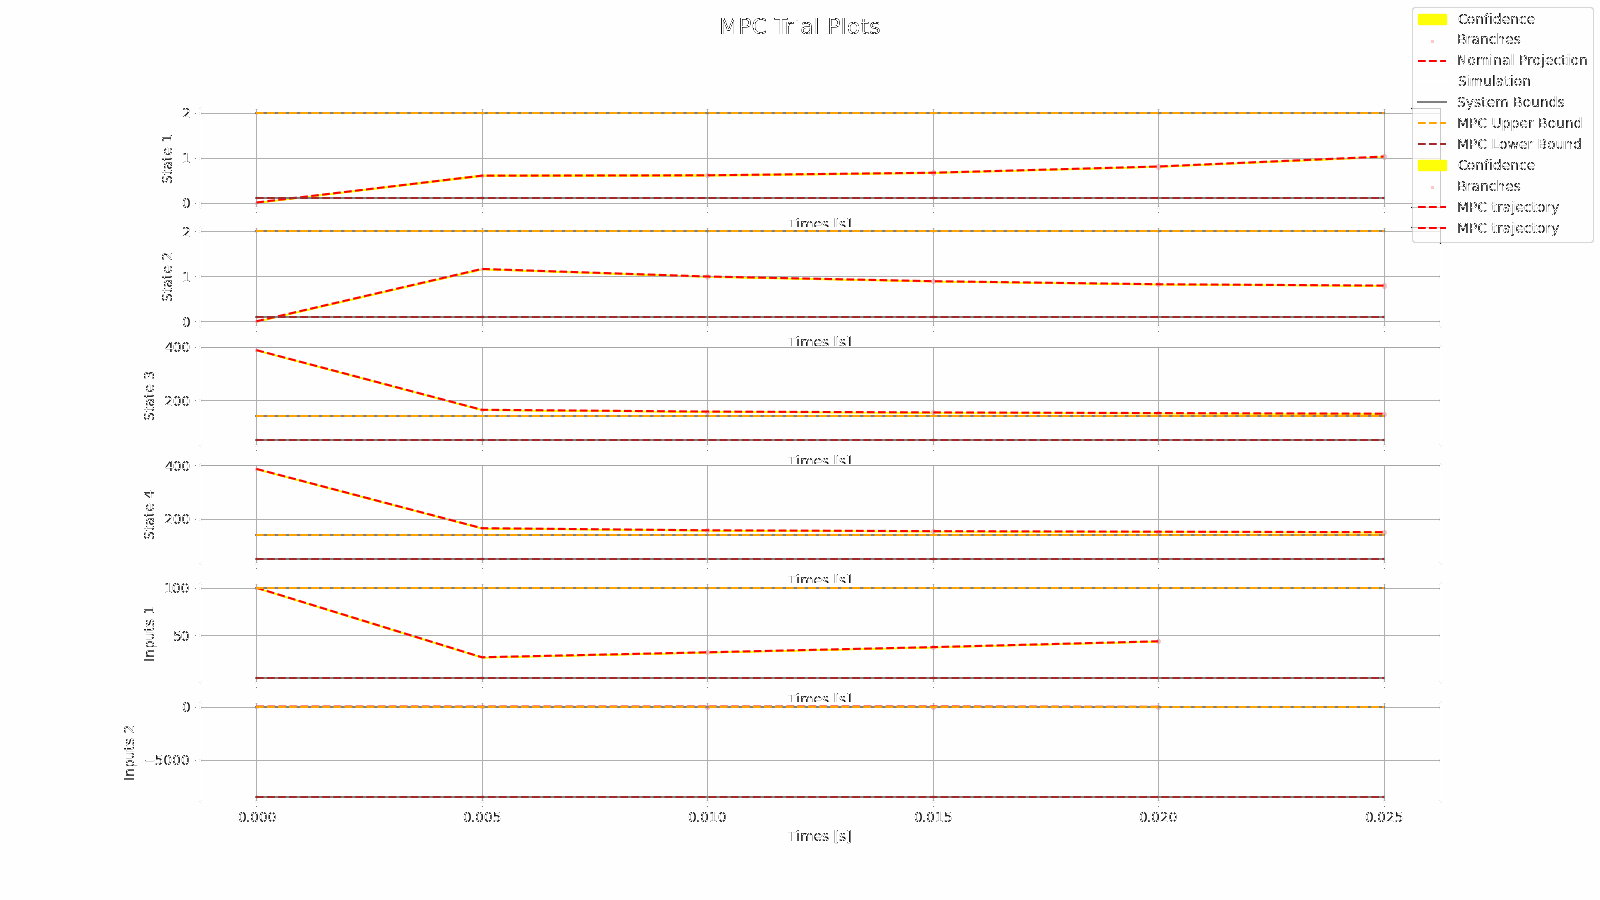 MPC Trial Plots
Confidence
Branches
Nominal Projection
Simulation
System Bounds
MPC Upper Bound
MPC Lower Bound
Confidence
Branches
MPC trajectory
MPC trajectory
2
1
0
State 1
Times [s]
2
1
0
State 2
Times [s]
400
200
State 3
Times [s]
400
200
State 4
Times [s]
100
50
Inputs 1
Times [s]
0
−5000
Inputs 2
0.000 0.005 0.010 0.015 0.020 0.025
Times [s]